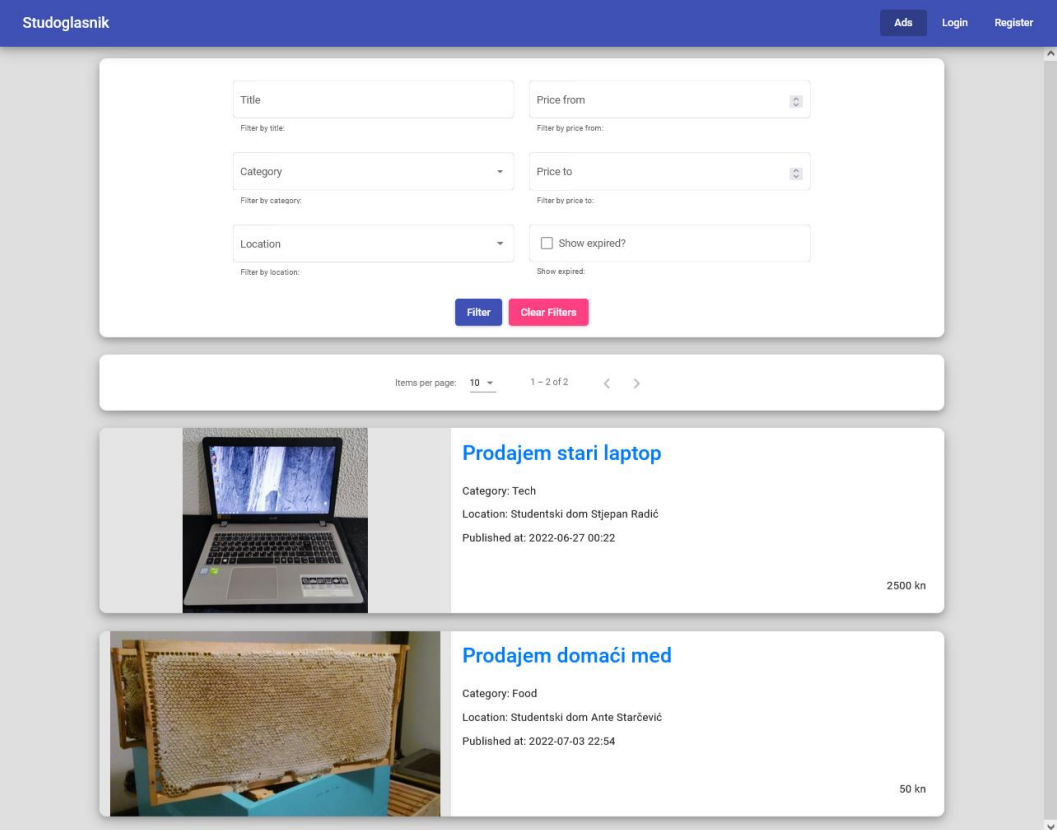 Studoglasnik
Ads Login Register
Title Price from
Filter by title: Filter by price from:
Category Price to
Filter by category: Filter by price to:
Location Show expired?
Filter by location: Show expired:
Filter Clear Filters
Items per page: 10 1 – 2 of 2
Prodajem stari laptop
Category: Tech
Location: Studentski dom Stjepan Radić
Published at: 2022-06-27 00:22
2500 kn
Prodajem domaći med
Category: Food
Location: Studentski dom Ante Starčević
Published at: 2022-07-03 22:54
50 kn